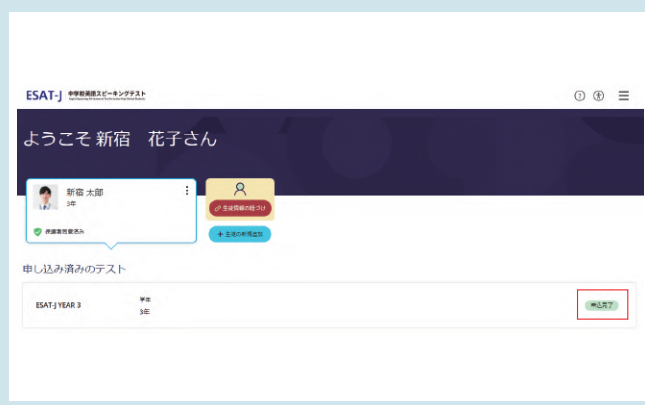 ESAT-J 中学校英語スピーキングテスト
ようこそ 新宿　花子さん
新宿 太郎
3年
保護者同意済み
生徒情報の紐づけ
+ 生徒の新規追加
申し込み済みのテスト
ESAT-J YEAR 3
学年
3年
申込完了